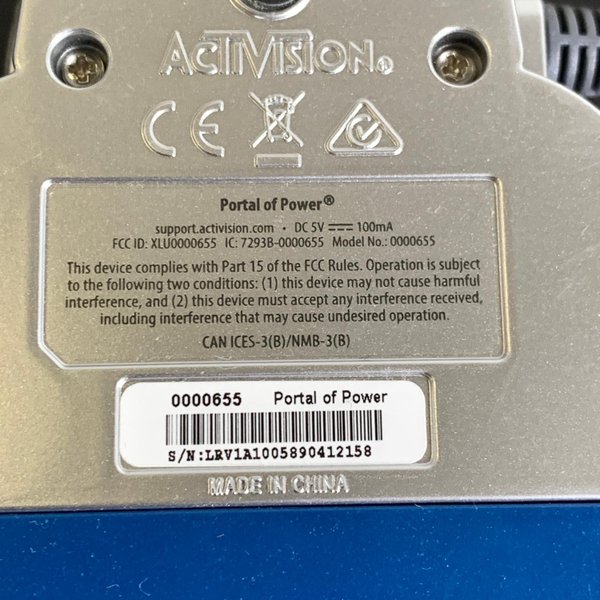 ACTIVISION®
CE
Portal of Power®
support.activision.com • DC 5V ⎓ 100mA
FCC ID: XLU0000655 IC: 7293B-0000655 Model No.: 0000655
This device complies with Part 15 of the FCC Rules. Operation is subject
to the following two conditions: (1) this device may not cause harmful
interference, and (2) this device must accept any interference received,
including interference that may cause undesired operation.
CAN ICES-3(B)/NMB-3(B)
0000655 Portal of Power
S/N:LRV1A1005890412158
MADE IN CHINA